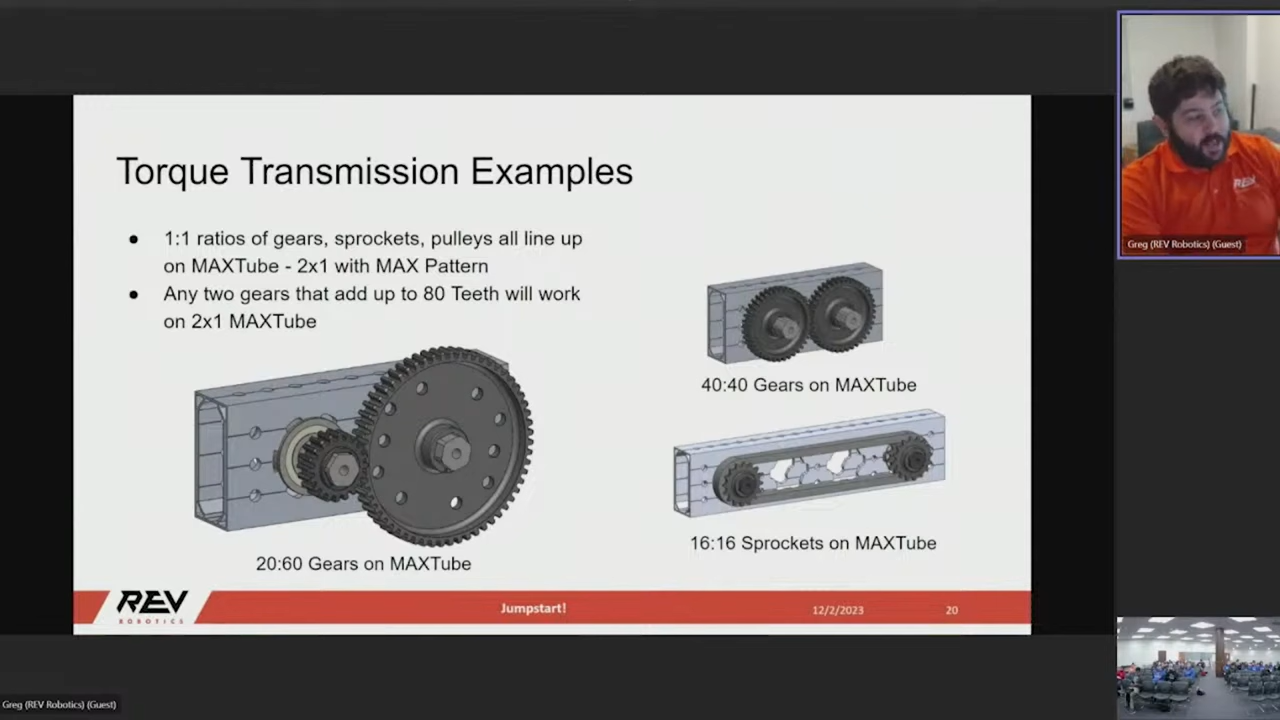 Torque Transmission Examples
● 1:1 ratios of gears, sprockets, pulleys all line up
on MAXTube - 2x1 with MAX Pattern
● Any two gears that add up to 80 Teeth will work
on 2x1 MAXTube
40:40 Gears on MAXTube
16:16 Sprockets on MAXTube
20:60 Gears on MAXTube
REV
ROBOTICS
Jumpstart!
12/2/2023
20
REV
Greg (REV Robotics) (Guest)
Greg (REV Robotics) (Guest)